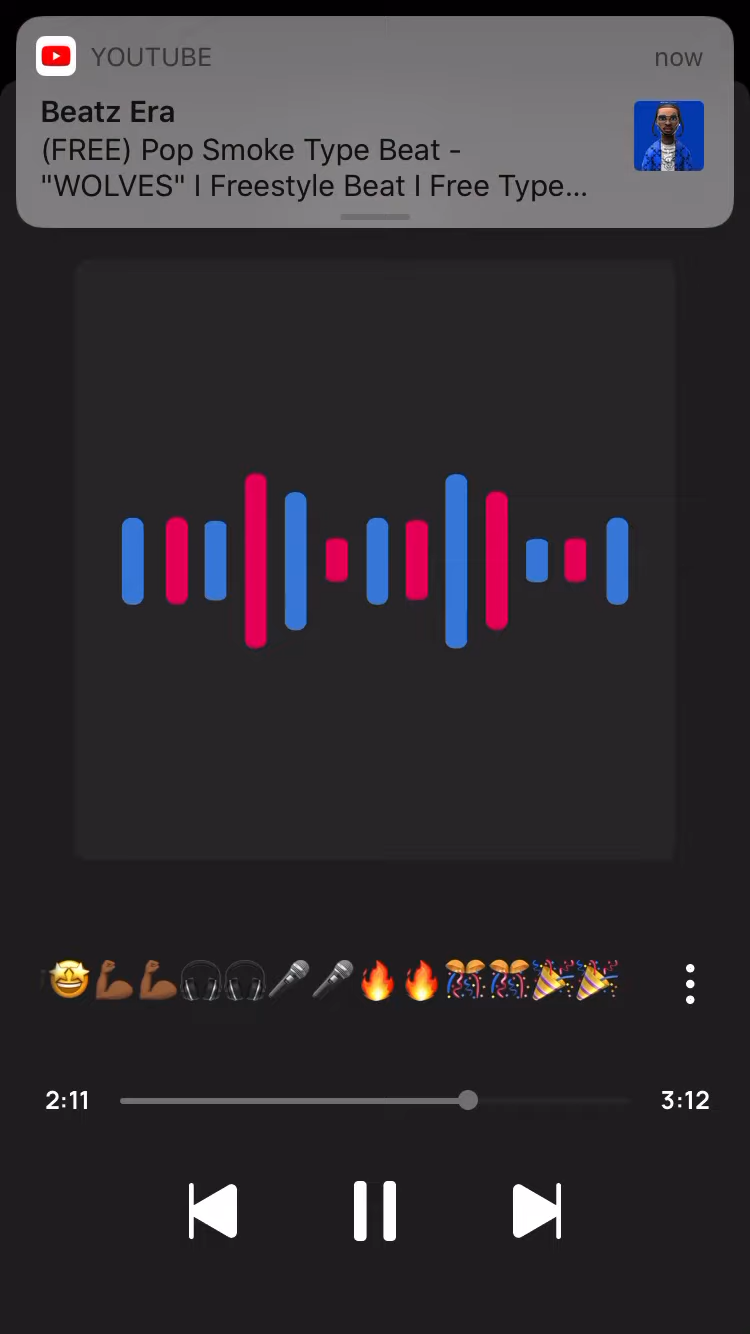 YOUTUBE
now
Beatz Era
(FREE) Pop Smoke Type Beat -
"WOLVES" I Freestyle Beat I Free Type...
🤩💪🏾💪🏾🎧🎧🎤🎤🔥🔥🎊🎊🎉🎉
2:11
3:12